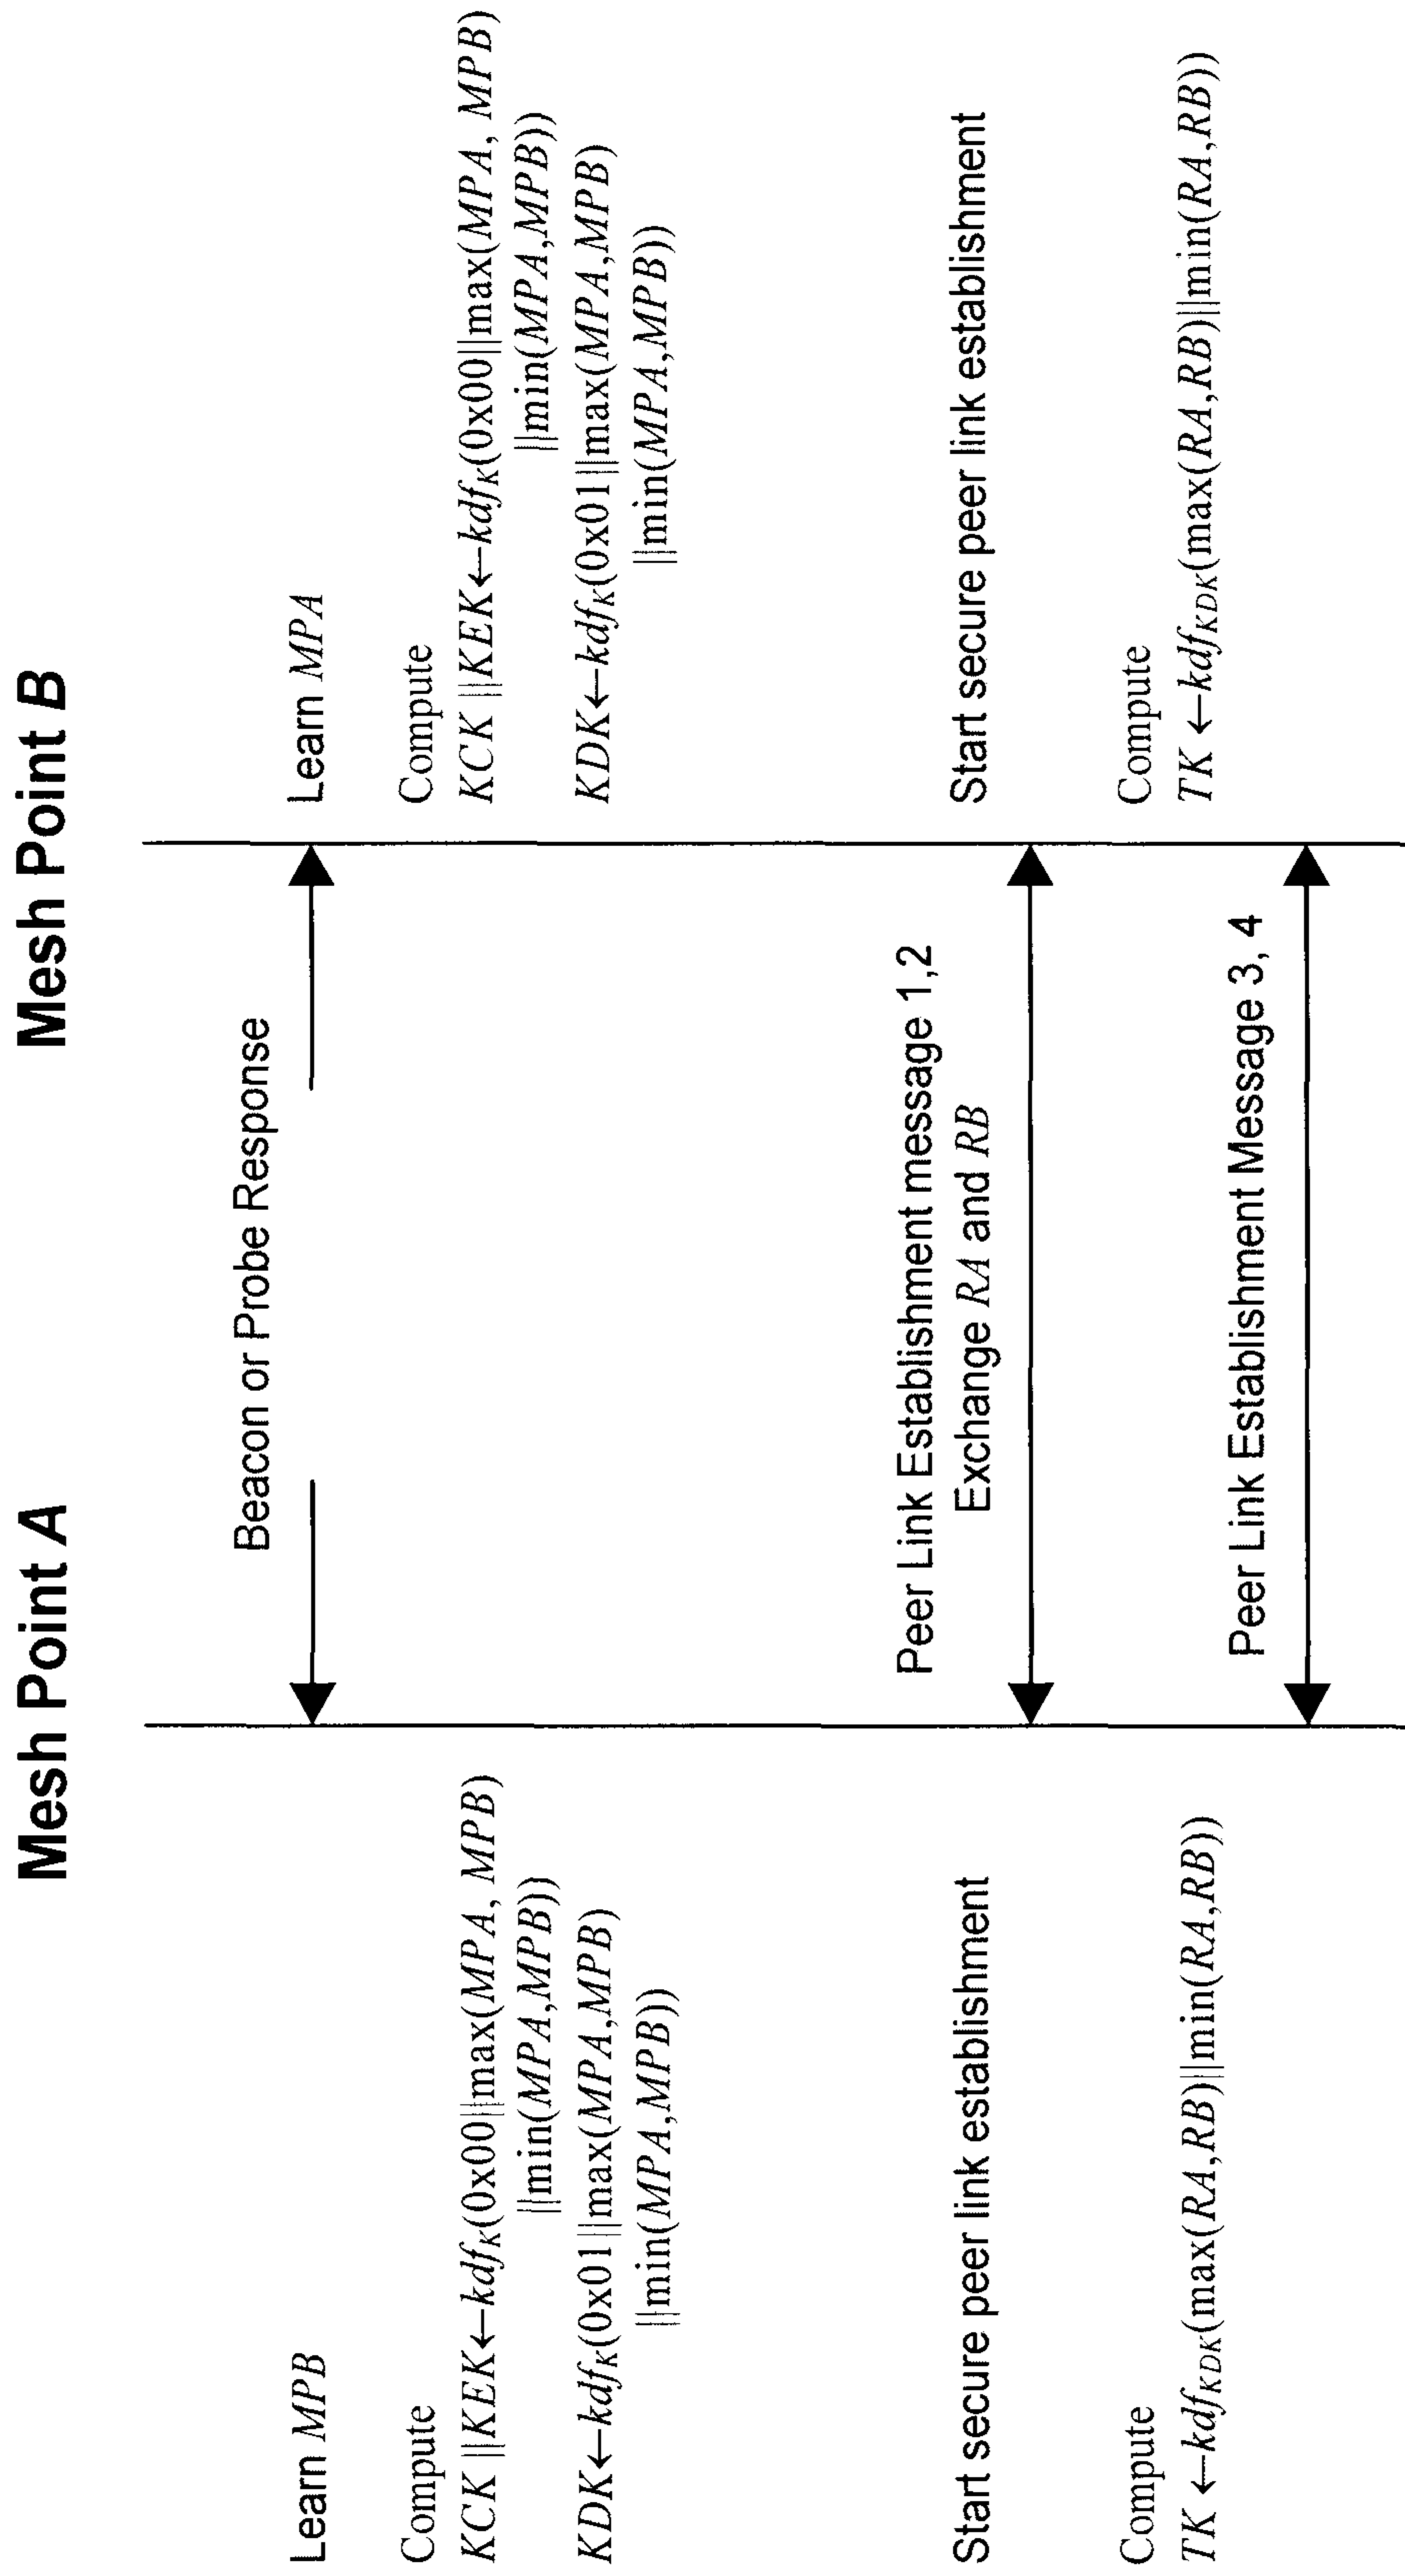 Mesh Point A
Mesh Point B
Beacon or Probe Response
Learn MPB
Learn MPA
Compute
KCK ||KEK←kdf_K(0x00||max(MPA, MPB)
||min(MPA,MPB))
KDK←kdf_K(0x01||max(MPA,MPB)
||min(MPA,MPB))
Compute
KCK ||KEK←kdf_K(0x00||max(MPA, MPB)
||min(MPA,MPB))
KDK←kdf_K(0x01||max(MPA,MPB)
||min(MPA,MPB))
Peer Link Establishment message 1,2
Exchange RA and RB
Start secure peer link establishment
Start secure peer link establishment
Compute
TK ←kdf_KDK(max(RA,RB)||min(RA,RB))
Compute
TK ←kdf_KDK(max(RA,RB)||min(RA,RB))
Peer Link Establishment Message 3, 4